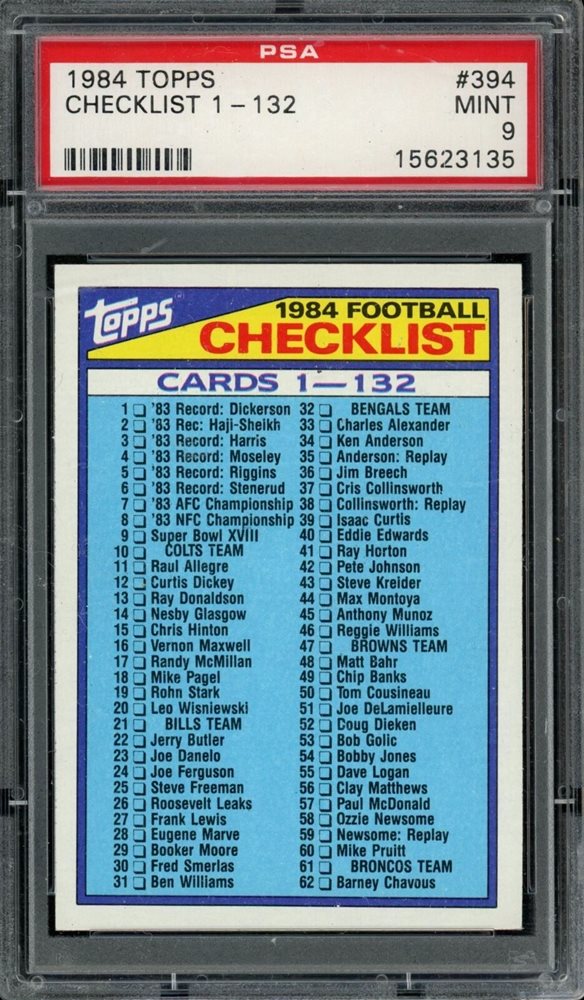 PSA
1984 TOPPS #394
CHECKLIST 1 – 132 MINT
9
15623135
Topps
1984 FOOTBALL
CHECKLIST
CARDS 1—132
1 '83 Record: Dickerson
2 '83 Rec: Haji-Sheikh
3 '83 Record: Harris
4 '83 Record: Moseley
5 '83 Record: Riggins
6 '83 Record: Stenerud
7 '83 AFC Championship
8 '83 NFC Championship
9 Super Bowl XVIII
10 COLTS TEAM
11 Raul Allegre
12 Curtis Dickey
13 Ray Donaldson
14 Nesby Glasgow
15 Chris Hinton
16 Vernon Maxwell
17 Randy McMillan
18 Mike Pagel
19 Rohn Stark
20 Leo Wisniewski
21 BILLS TEAM
22 Jerry Butler
23 Joe Danelo
24 Joe Ferguson
25 Steve Freeman
26 Roosevelt Leaks
27 Frank Lewis
28 Eugene Marve
29 Booker Moore
30 Fred Smerlas
31 Ben Williams
32 BENGALS TEAM
33 Charles Alexander
34 Ken Anderson
35 Anderson: Replay
36 Jim Breech
37 Cris Collinsworth
38 Collinsworth: Replay
39 Isaac Curtis
40 Eddie Edwards
41 Ray Horton
42 Pete Johnson
43 Steve Kreider
44 Max Montoya
45 Anthony Munoz
46 Reggie Williams
47 BROWNS TEAM
48 Matt Bahr
49 Chip Banks
50 Tom Cousineau
51 Joe DeLamielleure
52 Doug Dieken
53 Bob Golic
54 Bobby Jones
55 Dave Logan
56 Clay Matthews
57 Paul McDonald
58 Ozzie Newsome
59 Newsome: Replay
60 Mike Pruitt
61 BRONCOS TEAM
62 Barney Chavous